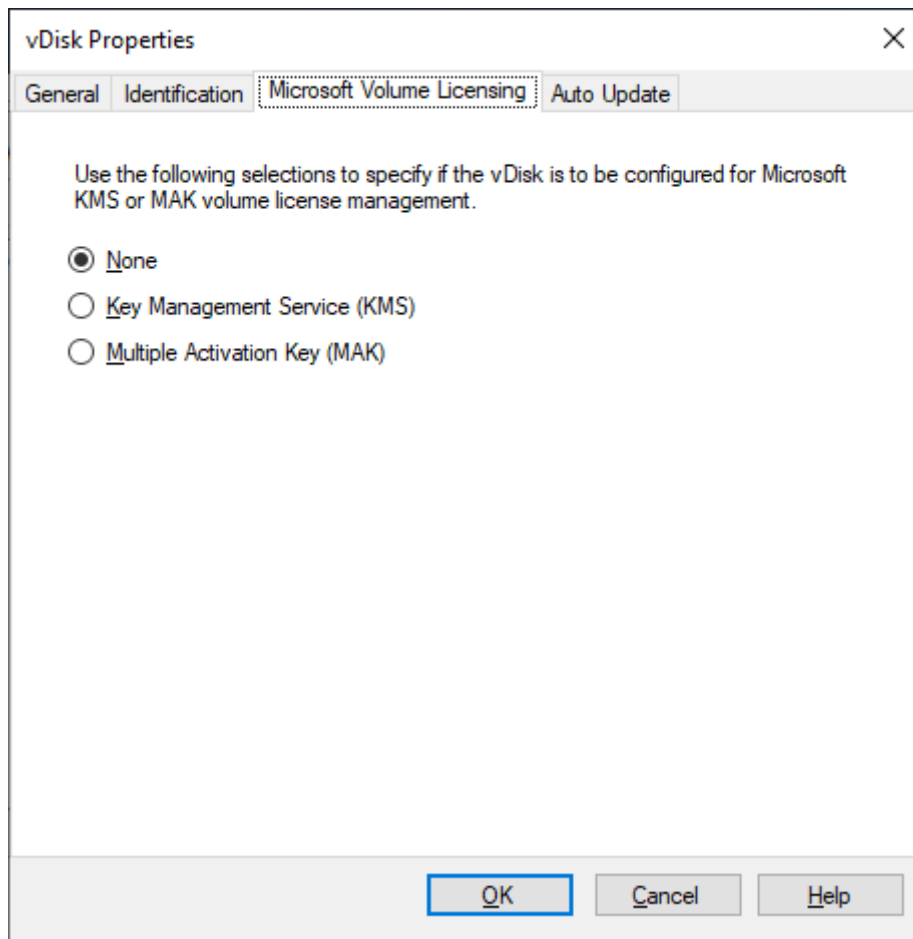 vDisk Properties
General Identification Microsoft Volume Licensing Auto Update
Use the following selections to specify if the vDisk is to be configured for Microsoft
KMS or MAK volume license management.
None
Key Management Service (KMS)
Multiple Activation Key (MAK)
OK Cancel Help